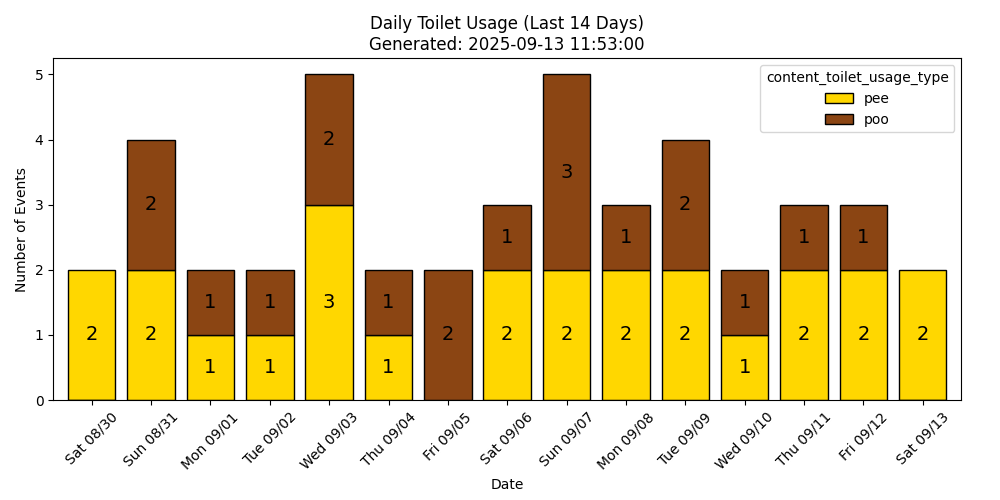 Daily Toilet Usage (Last 14 Days)
Generated: 2025-09-13 11:53:00
content_toilet_usage_type
pee
poo
Number of Events
5
4
3
2
1
0
2
2
2
1
1
1
1
2
3
1
1
2
1
2
3
2
1
2
2
2
1
1
1
2
1
2
2
Sat 08/30
Sun 08/31
Mon 09/01
Tue 09/02
Wed 09/03
Thu 09/04
Fri 09/05
Sat 09/06
Sun 09/07
Mon 09/08
Tue 09/09
Wed 09/10
Thu 09/11
Fri 09/12
Sat 09/13
Date